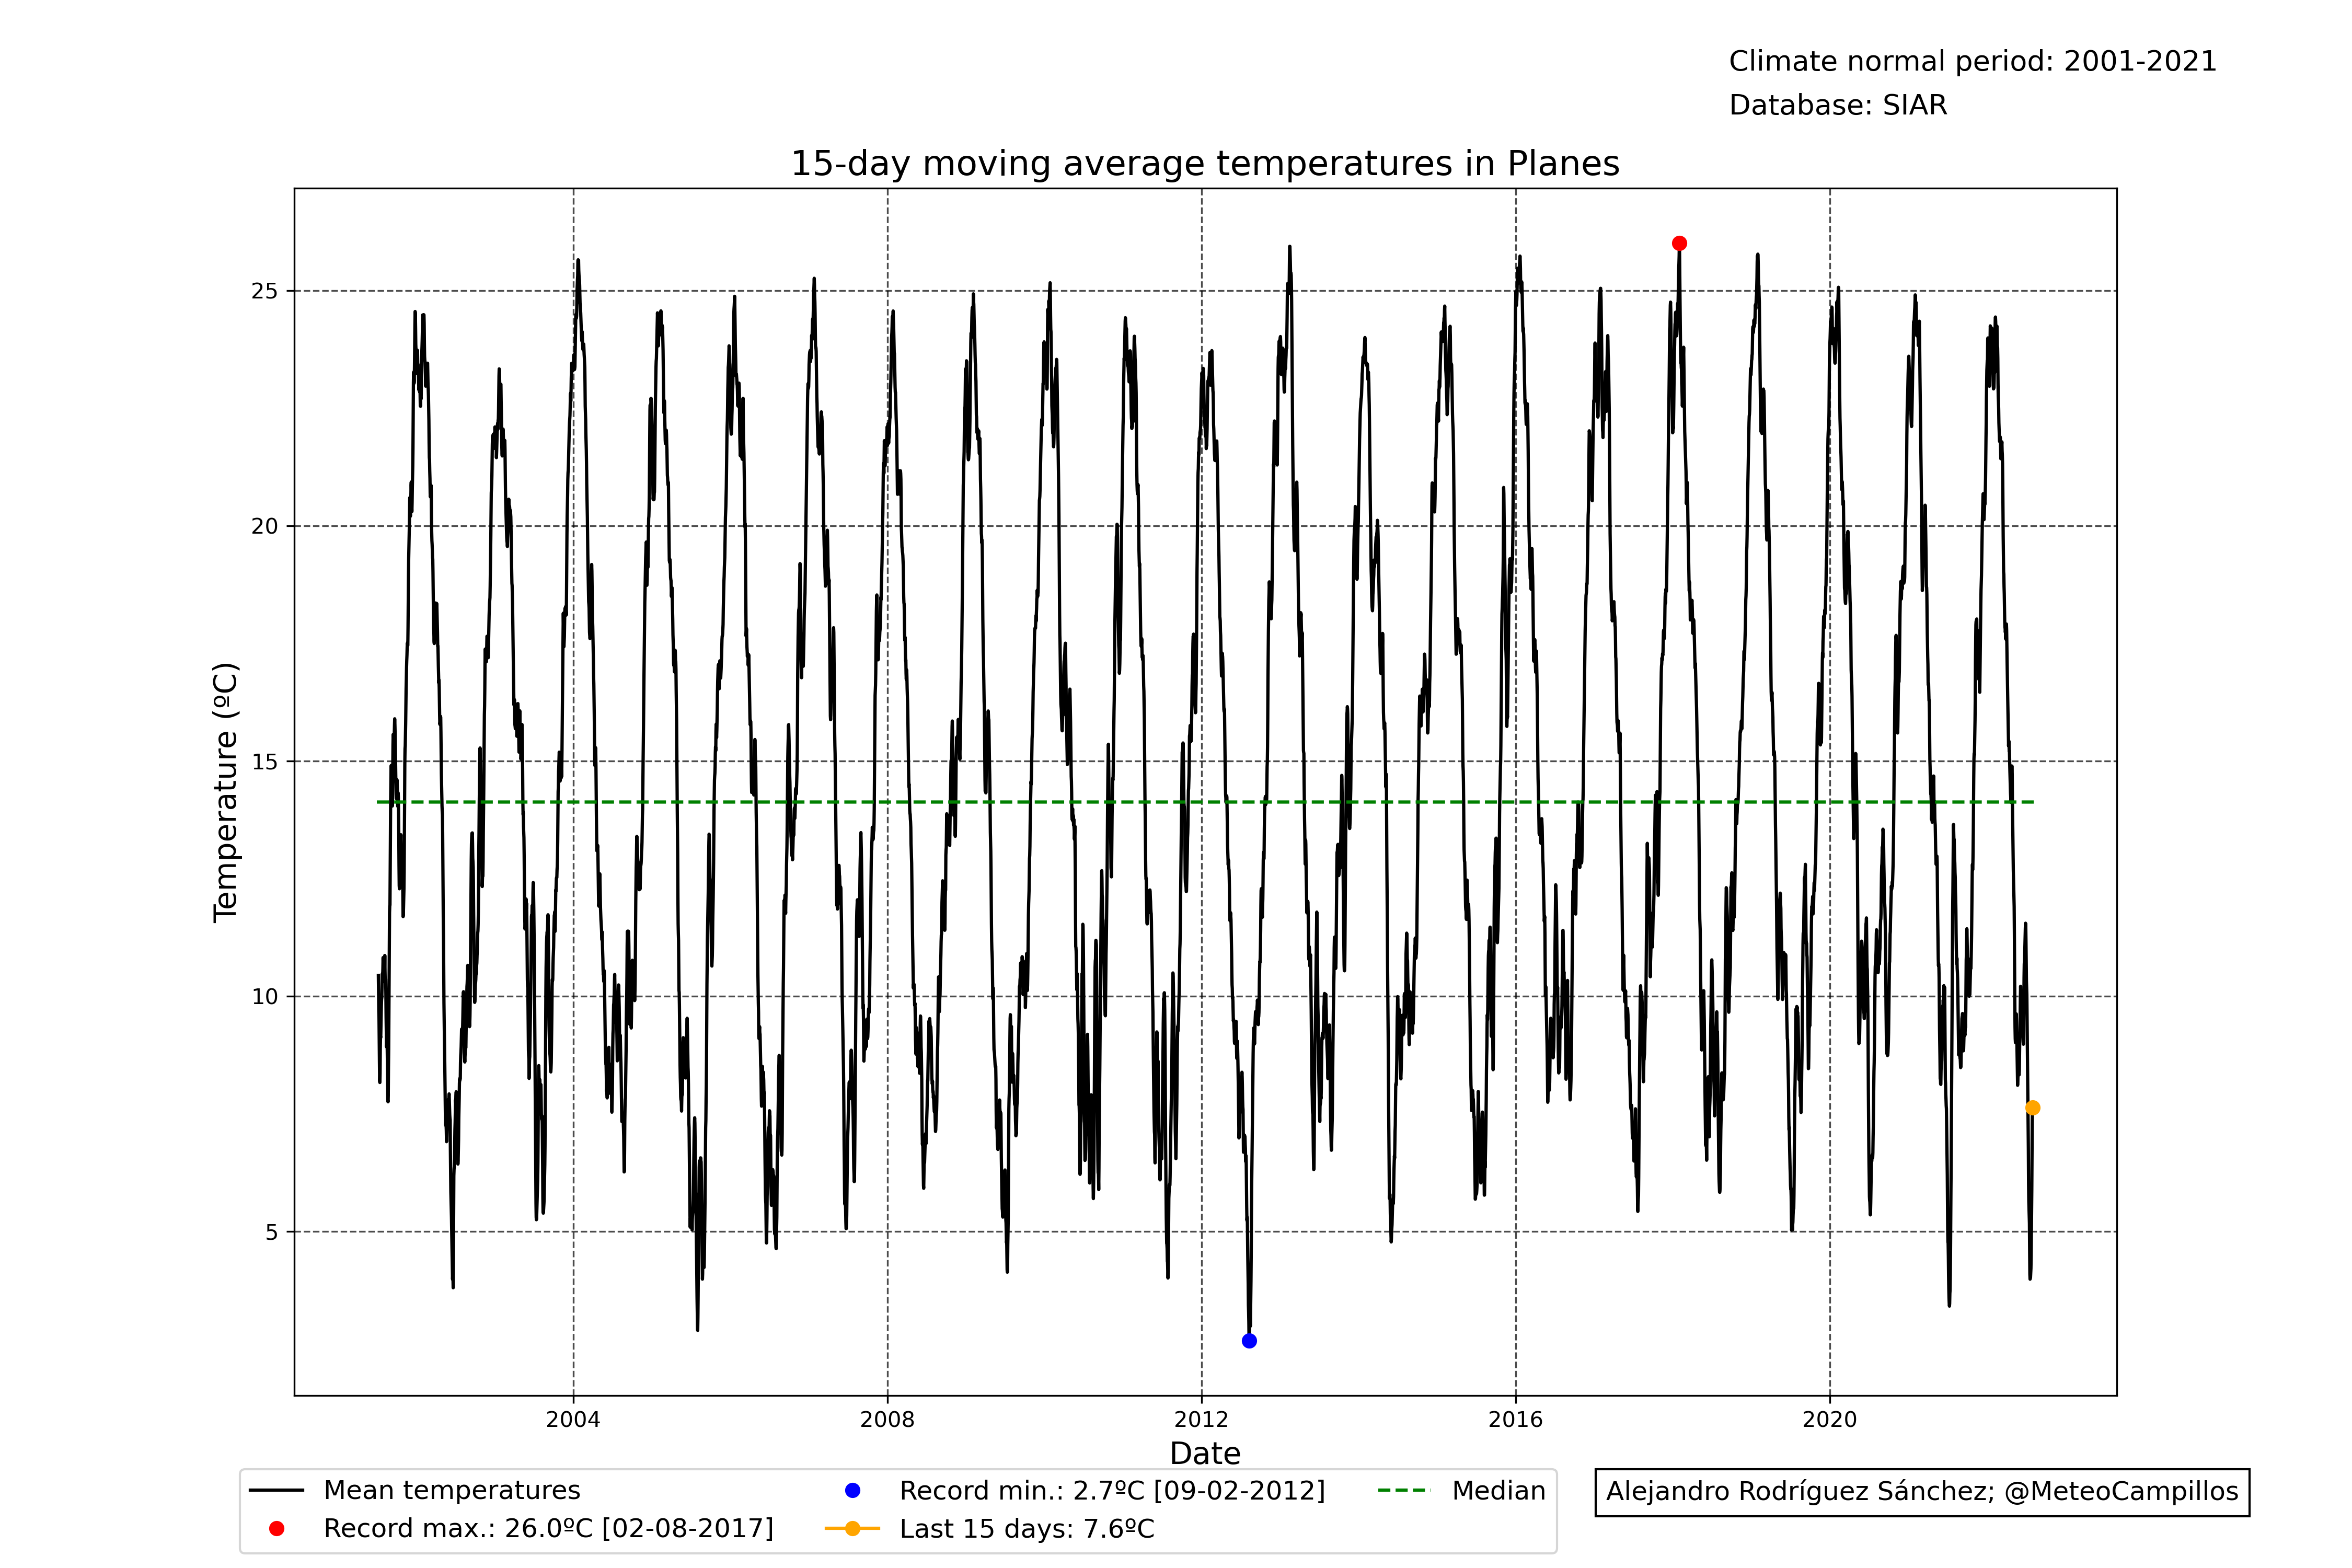 Climate normal period: 2001-2021
Database: SIAR
15-day moving average temperatures in Planes
Temperature (ºC)
25
20
15
10
5
2004
2008
2012
2016
2020
Date
Mean temperatures
Record max.: 26.0ºC [02-08-2017]
Record min.: 2.7ºC [09-02-2012]
Last 15 days: 7.6ºC
Median
Alejandro Rodríguez Sánchez; @MeteoCampillos